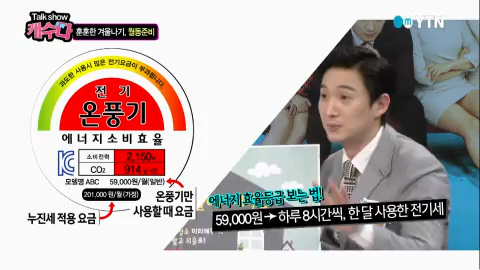 Talk show
캐수다
훈훈한 겨울나기, 월동준비
YTN
과도한 사용시 많은 전기요금이 부과됩니다.
전 기
온풍기
에너지소비효율
소비전력 2,150
CO₂ 914
모델명 ABC 59,000원/월(일반)
201,000 원/월(가정)
온풍기만
사용할 때 요금
누진세 적용 요금
에너지 효율등급 보는 법!
59,000원→하루 8시간씩, 한 달 사용한 전기세